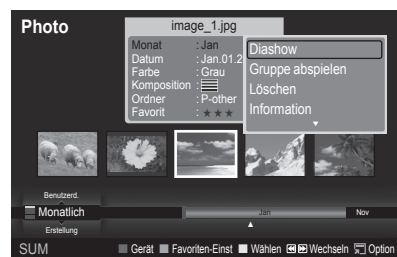 Photo
image_1.jpg
Monat : Jan
Datum : Jan.01.2
Farbe : Grau
Komposition :
Ordner : P-other
Favorit : ★ ★ ★
Diashow
Gruppe abspielen
Löschen
Information
Benutzerd.
Monatlich
Jan
Nov
Erstellung
SUM
Gerät Favoriten-Einst Wählen Wechseln Option